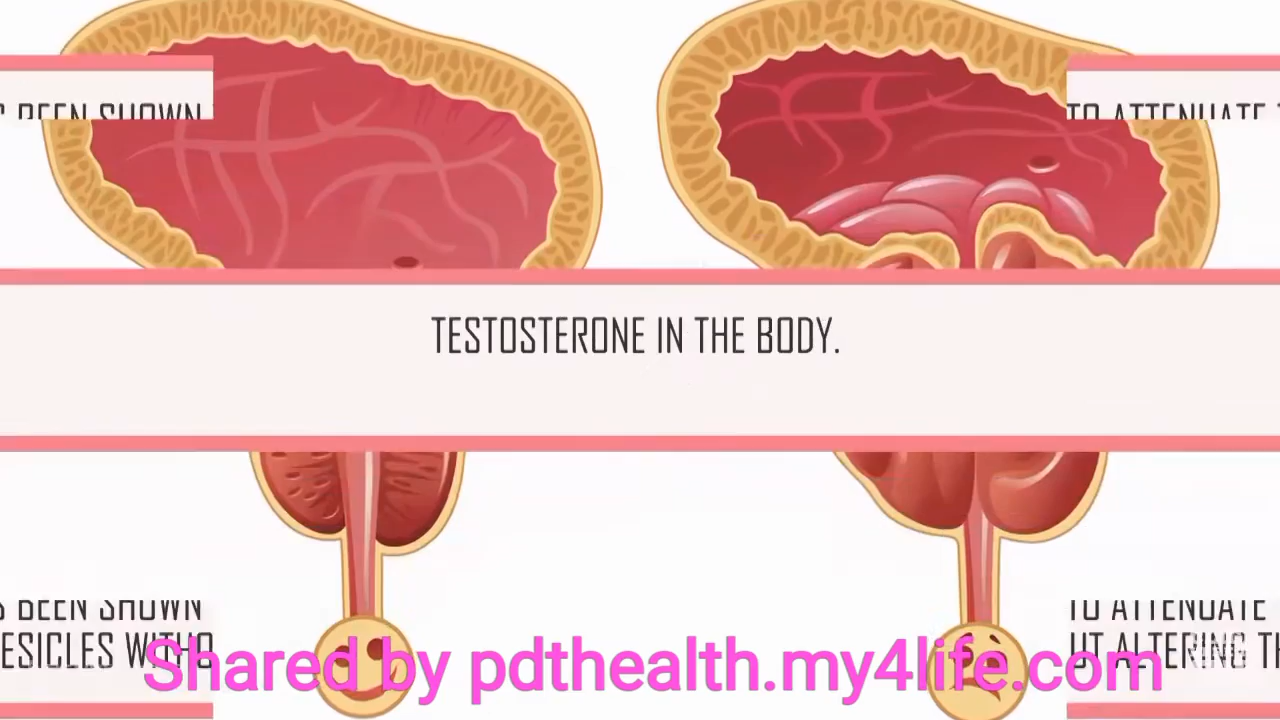 BEEN SHOWN
TO ATTENUATE
TESTOSTERONE IN THE BODY.
BEEN SHOWN
TO ATTENUATE
ESICLES WITHO
UT ALTERING TH
Shared by pdthealth.my4life.com